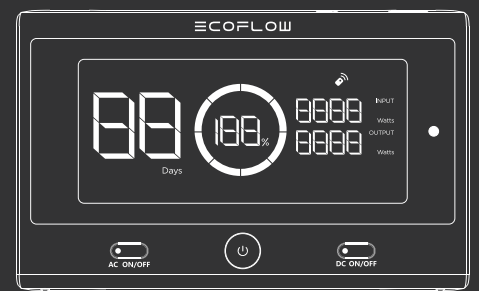 ECOFLOW
88
Days
188%
8888
INPUT
Watts
8888
OUTPUT
Watts
AC ON/OFF
DC ON/OFF